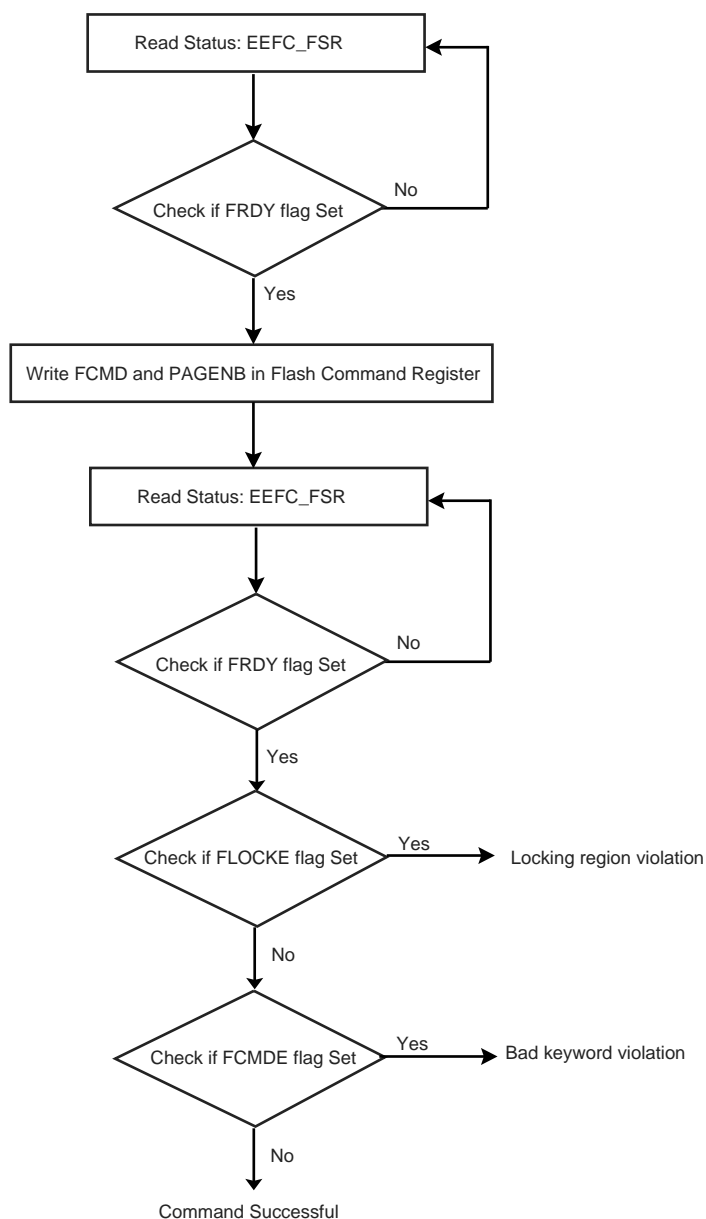 Read Status: EEFC_FSR
No
Check if FRDY flag Set
Yes
Write FCMD and PAGENB in Flash Command Register
Read Status: EEFC_FSR
No
Check if FRDY flag Set
Yes
Check if FLOCKE flag Set
Yes
Locking region violation
No
Check if FCMDE flag Set
Yes
Bad keyword violation
No
Command Successful